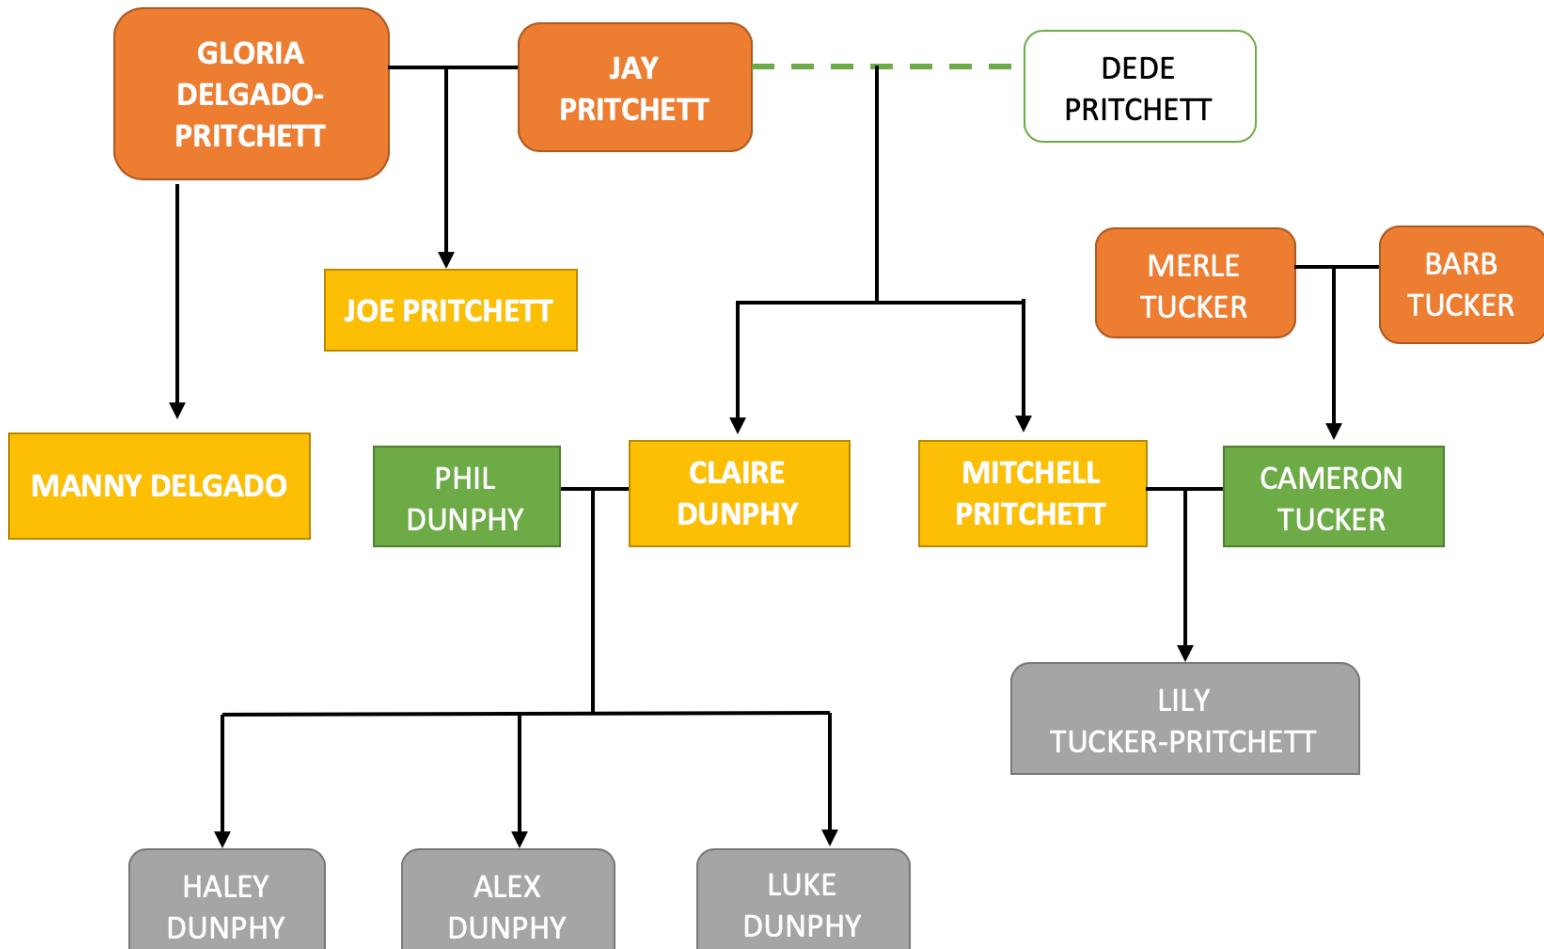 GLORIA
DELGADO-
PRITCHETT
JAY
PRITCHETT
DEDE
PRITCHETT
MERLE
TUCKER
BARB
TUCKER
JOE PRITCHETT
MANNY DELGADO
PHIL
DUNPHY
CLAIRE
DUNPHY
MITCHELL
PRITCHETT
CAMERON
TUCKER
LILY
TUCKER-PRITCHETT
HALEY
DUNPHY
ALEX
DUNPHY
LUKE
DUNPHY